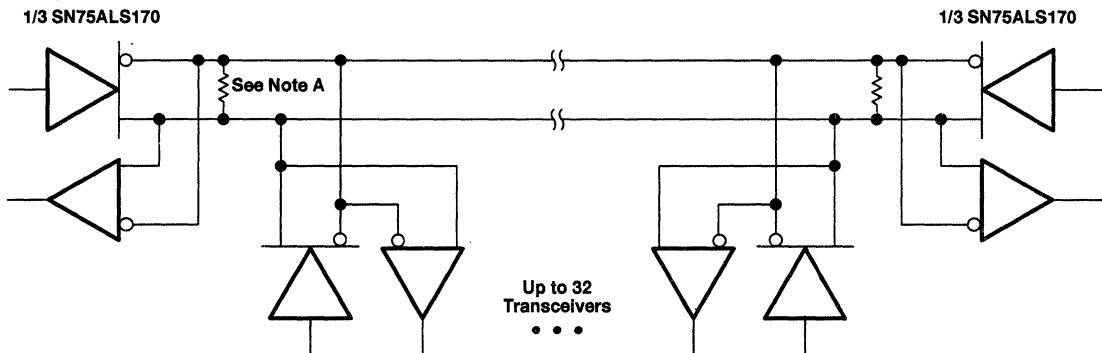 1/3 SN75ALS170
1/3 SN75ALS170
See Note A
Up to 32
Transceivers
• • •